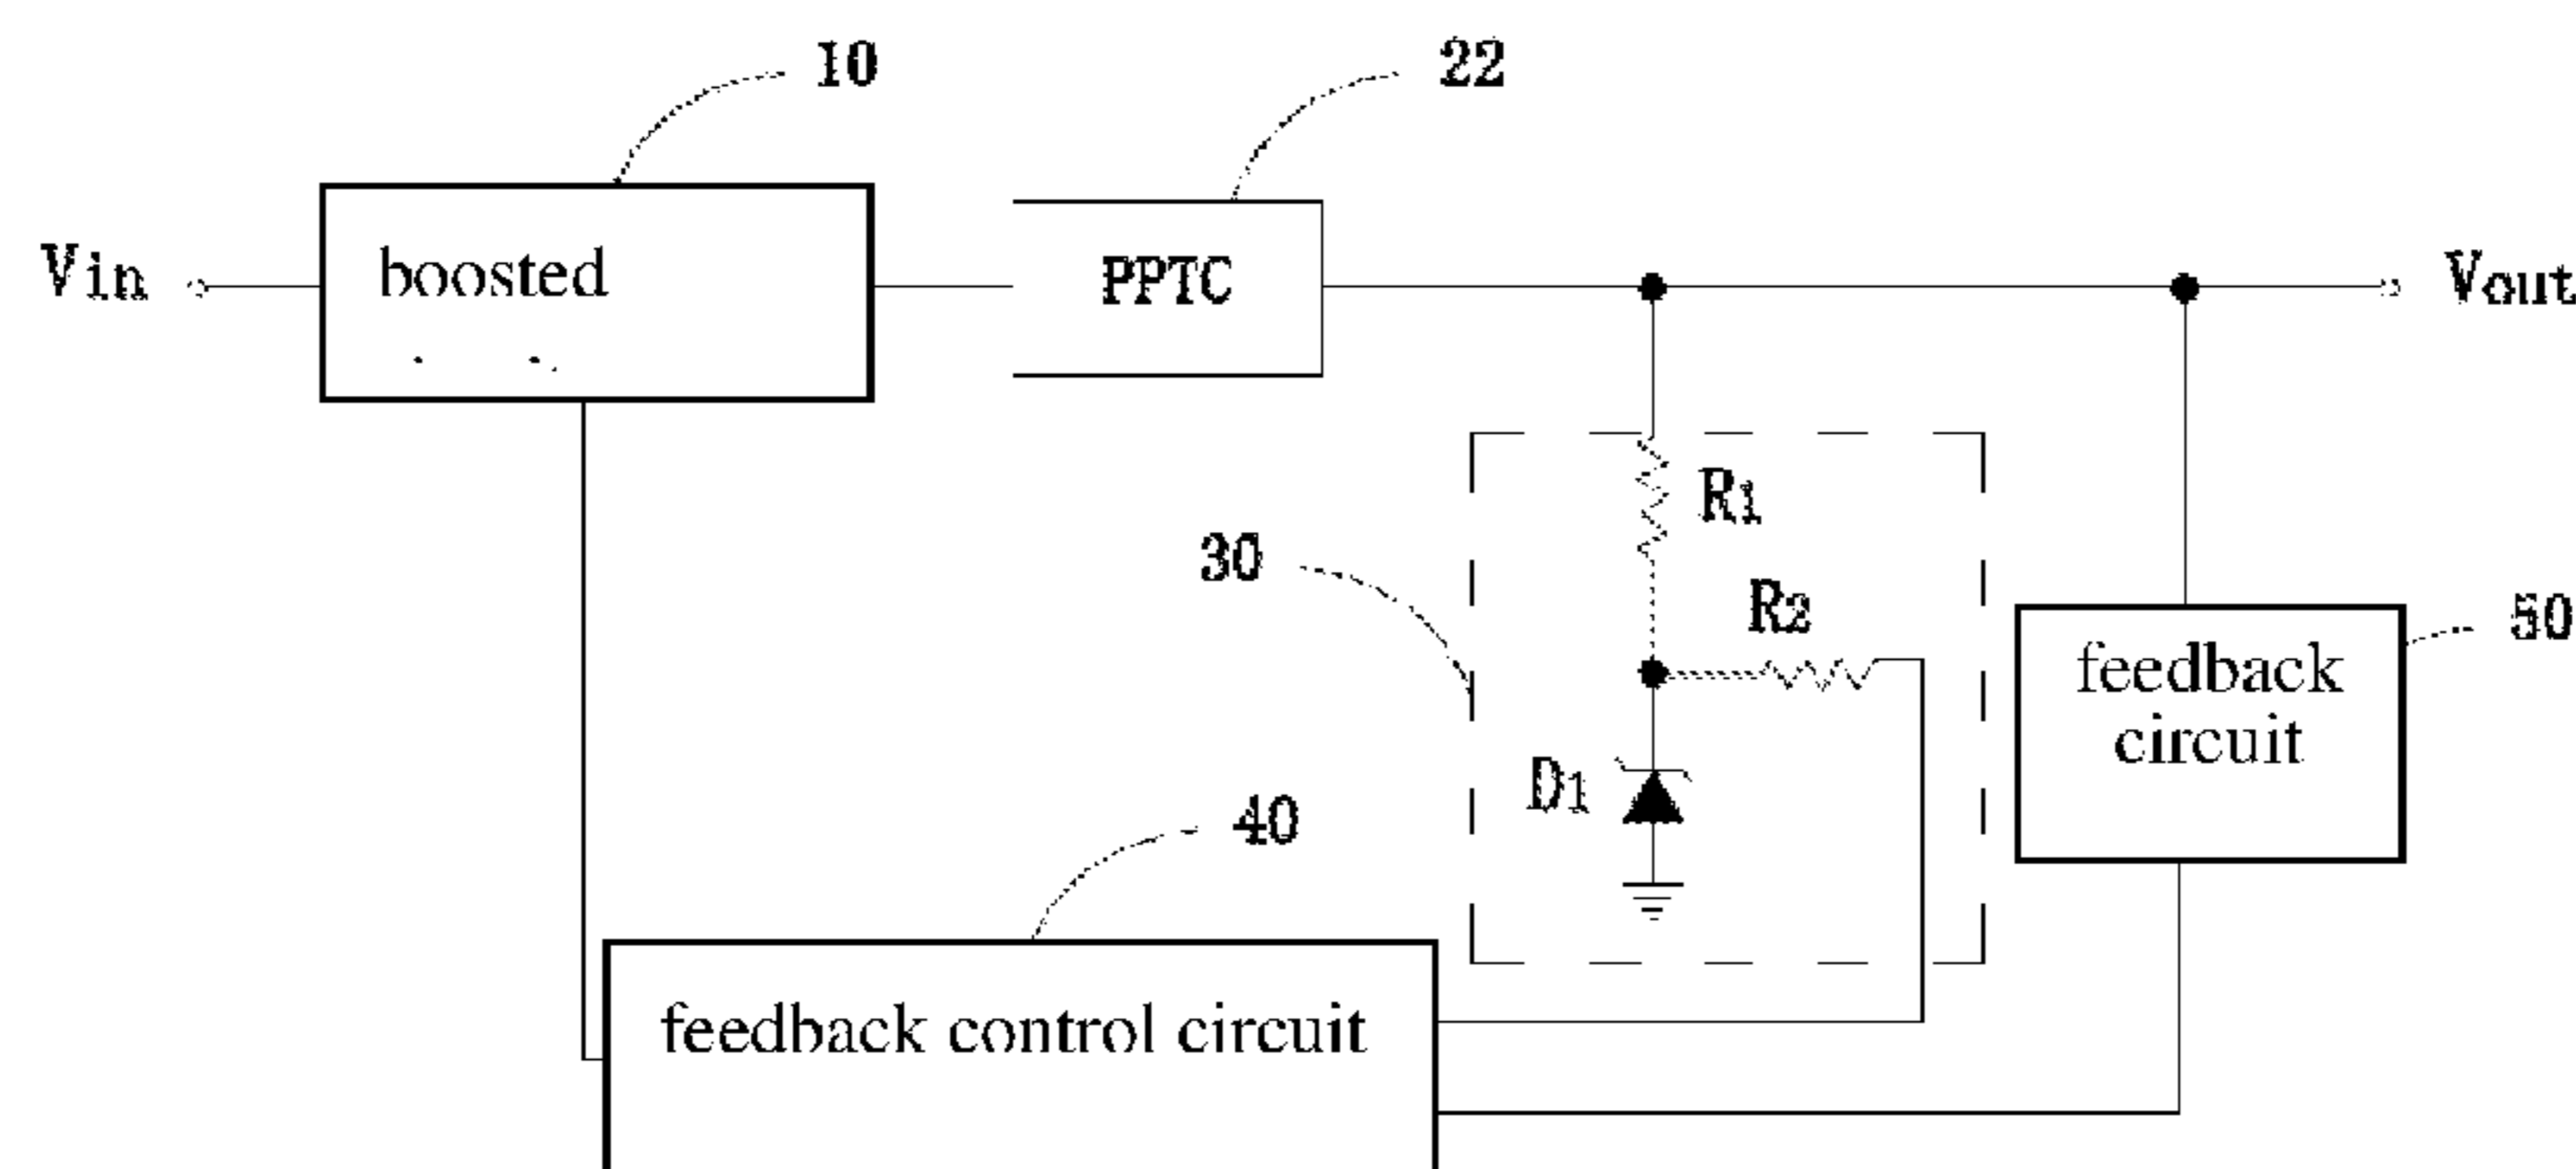 10
22
Vin
boosted
PPTC
Vout
R1
30
R2
50
feedback
circuit
D1
40
feedback control circuit